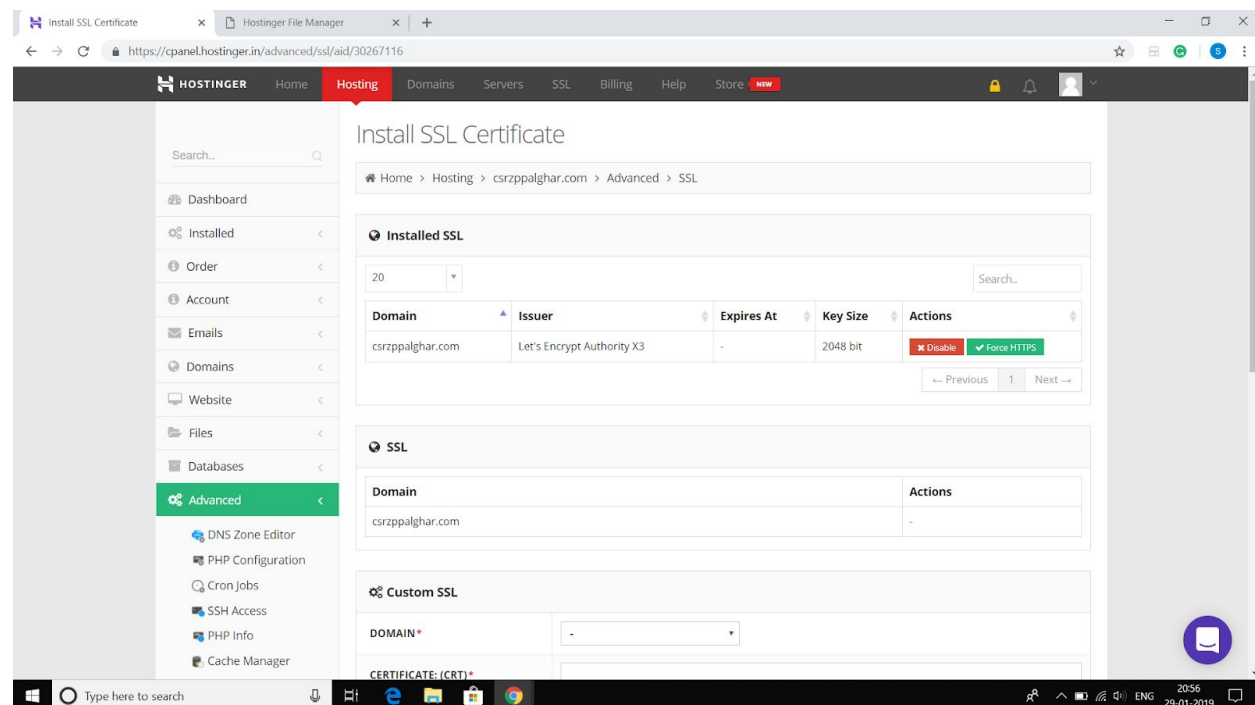 Install SSL Certificate
Hostinger File Manager
https://cpanel.hostinger.in/advanced/ssl/aid/30267116
S
HOSTINGER Home Hosting Domains Servers SSL Billing Help Store NEW
Search..
Dashboard
Installed
Order
Account
Emails
Domains
Website
Files
Databases
Advanced
DNS Zone Editor
PHP Configuration
Cron Jobs
SSH Access
PHP Info
Cache Manager
Install SSL Certificate
Home > Hosting > csrzppalghar.com > Advanced > SSL
Installed SSL
20 Search..
Domain Issuer Expires At Key Size Actions
csrzppalghar.com Let's Encrypt Authority X3 - 2048 bit Disable Force HTTPS
← Previous 1 Next →
SSL
Domain Actions
csrzppalghar.com -
Custom SSL
DOMAIN* -
CERTIFICATE: (CRT)*
Type here to search
ENG
20:56
29-01-2019